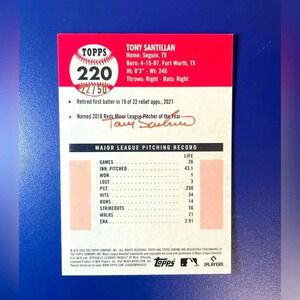 TOPPS
220
22/50
TONY SANTILLAN
Home: Seguin, TX
Born: 4-15-97, Fort Worth, TX
Ht: 6'3" • Wt: 240
Throws: Right • Bats: Right
• Retired first batter in 19 of 22 relief apps., 2021
• Named 2018 Reds Minor League Pitcher of the Year
Tony Santillan
MAJOR LEAGUE PITCHING RECORD
LIFE
GAMES 26
INN. PITCHED 43.1
WON 1
LOST 3
PCT .250
HITS 34
RUNS 14
STRIKEOUTS 56
WALKS 21
ERA 2.91
TOPPS
PLAYERS